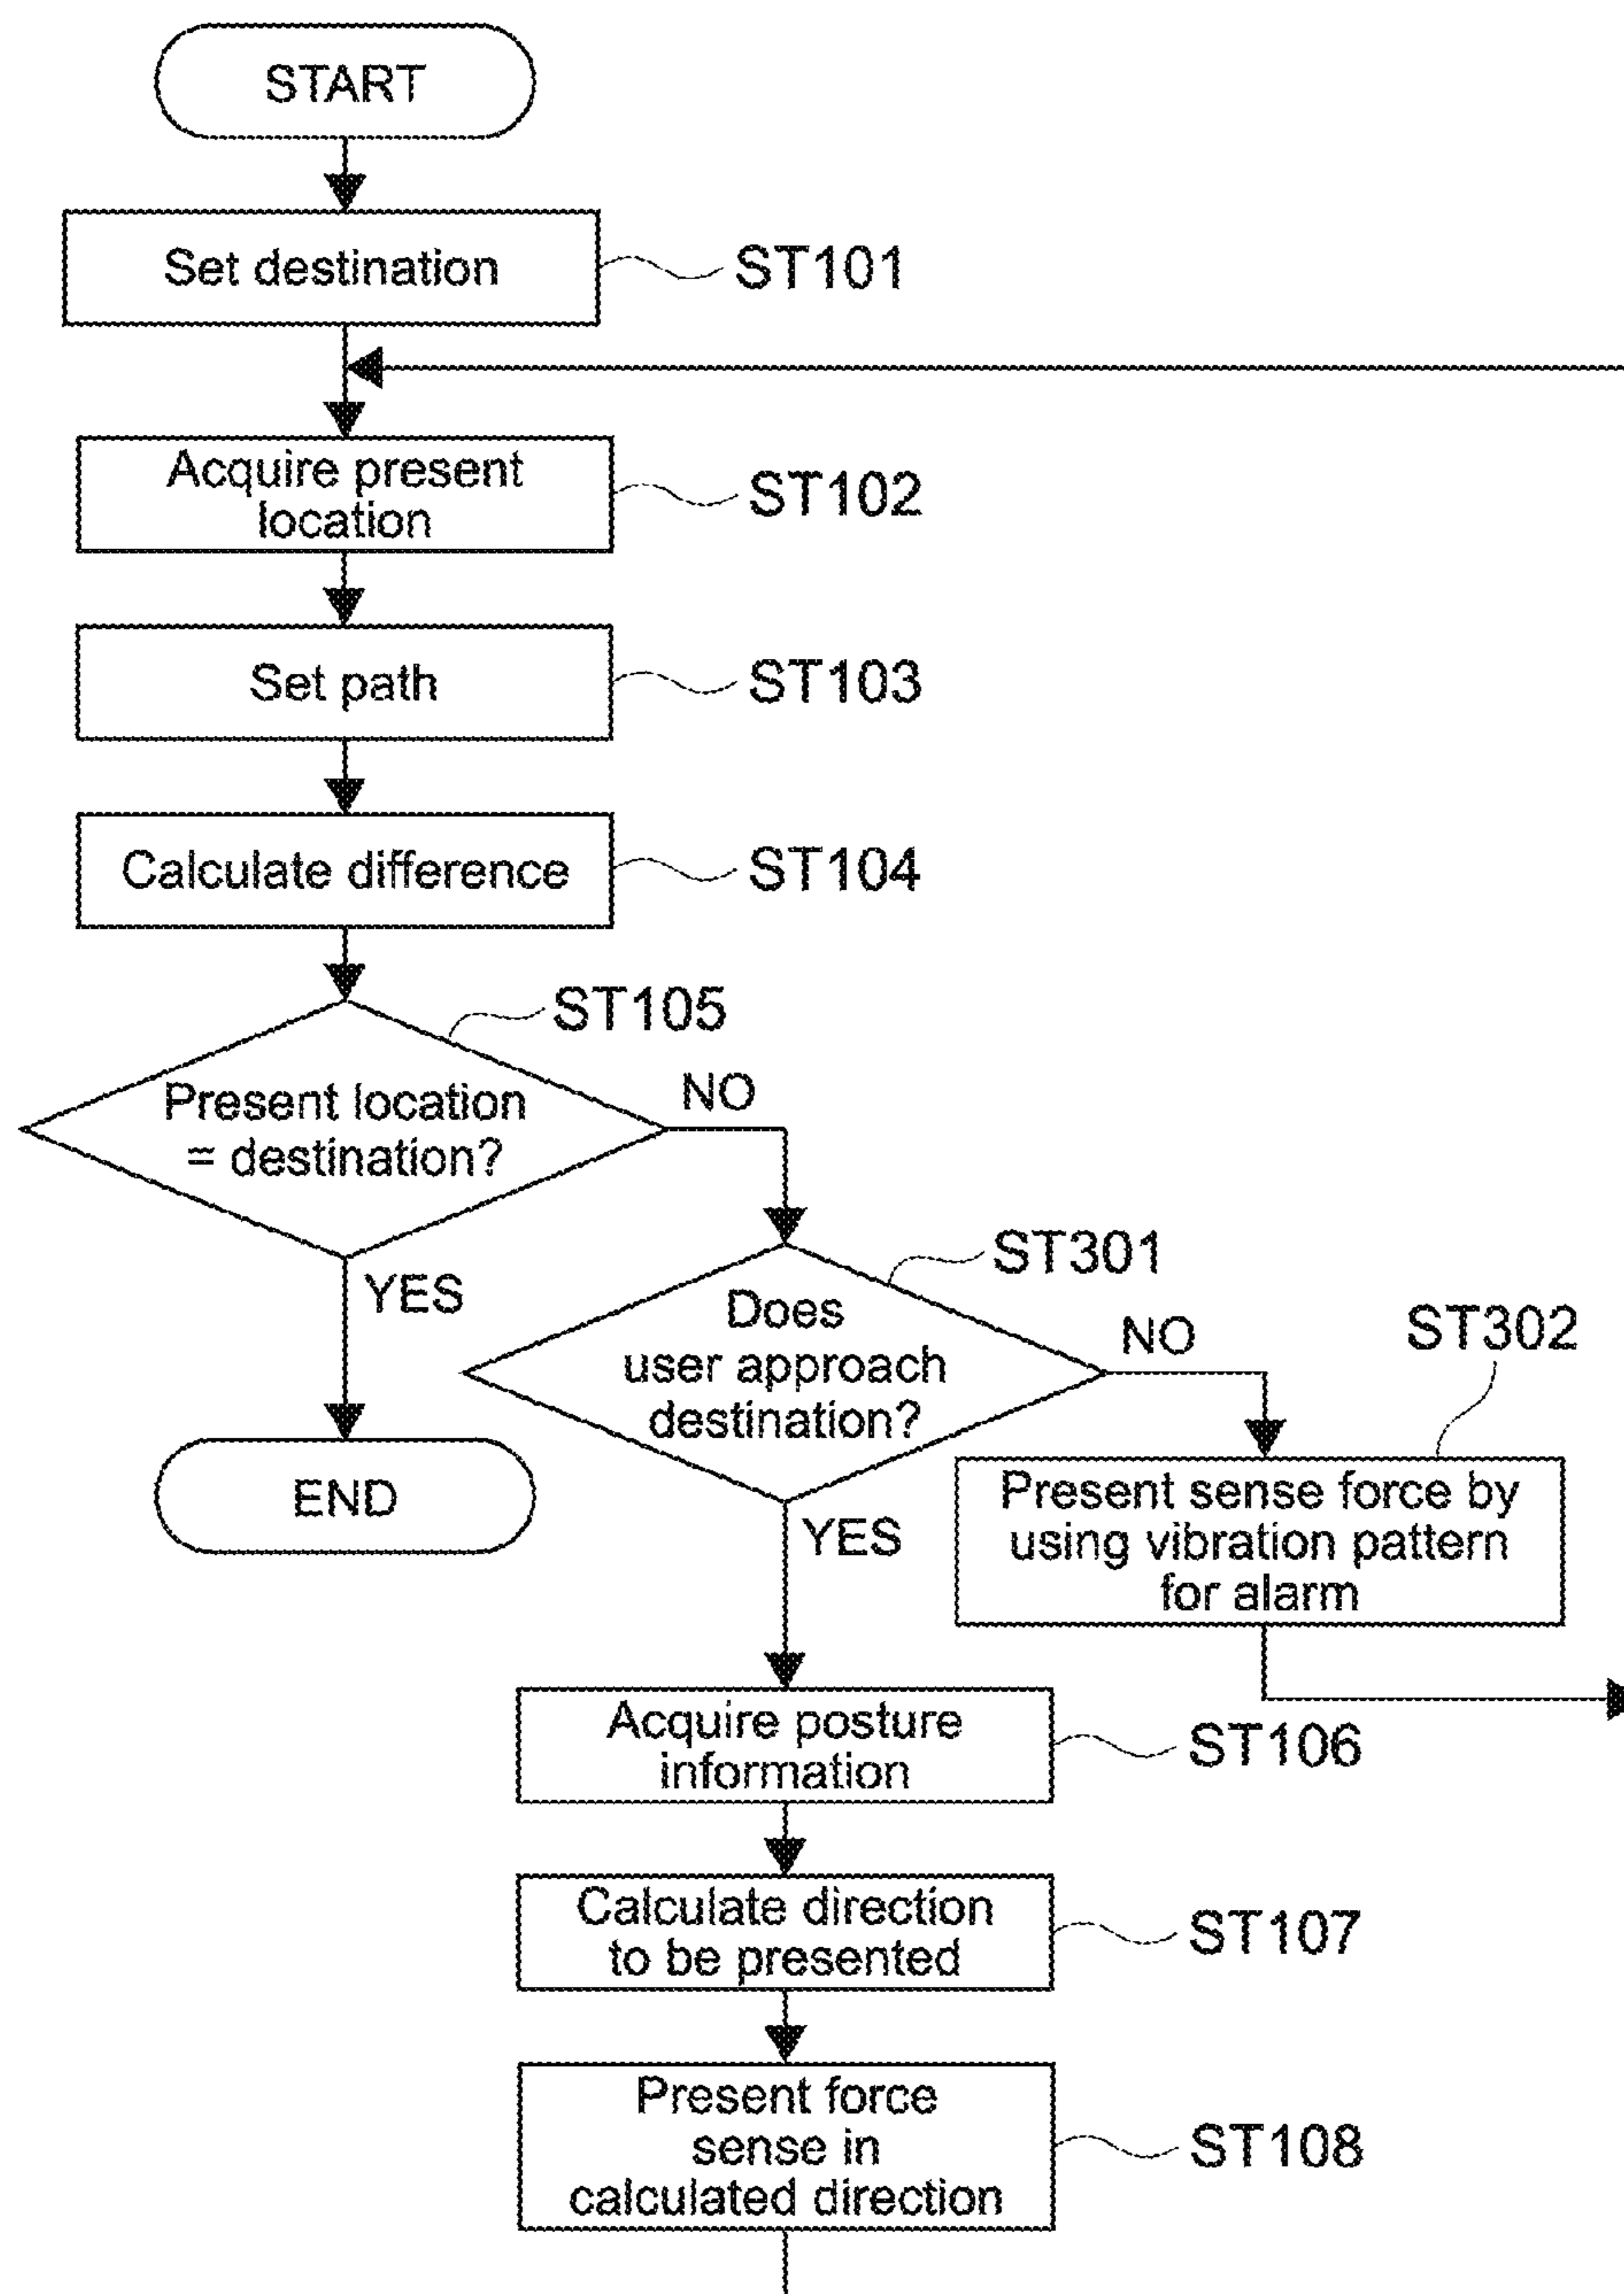 START
Set destination
ST101
Acquire present
location
ST102
Set path
ST103
Calculate difference
ST104
ST105
Present location
= destination?
NO
YES
END
ST301
Does
user approach
destination?
NO
YES
ST302
Present sense force by
using vibration pattern
for alarm
Acquire posture
information
ST106
Calculate direction
to be presented
ST107
Present force
sense in
calculated direction
ST108